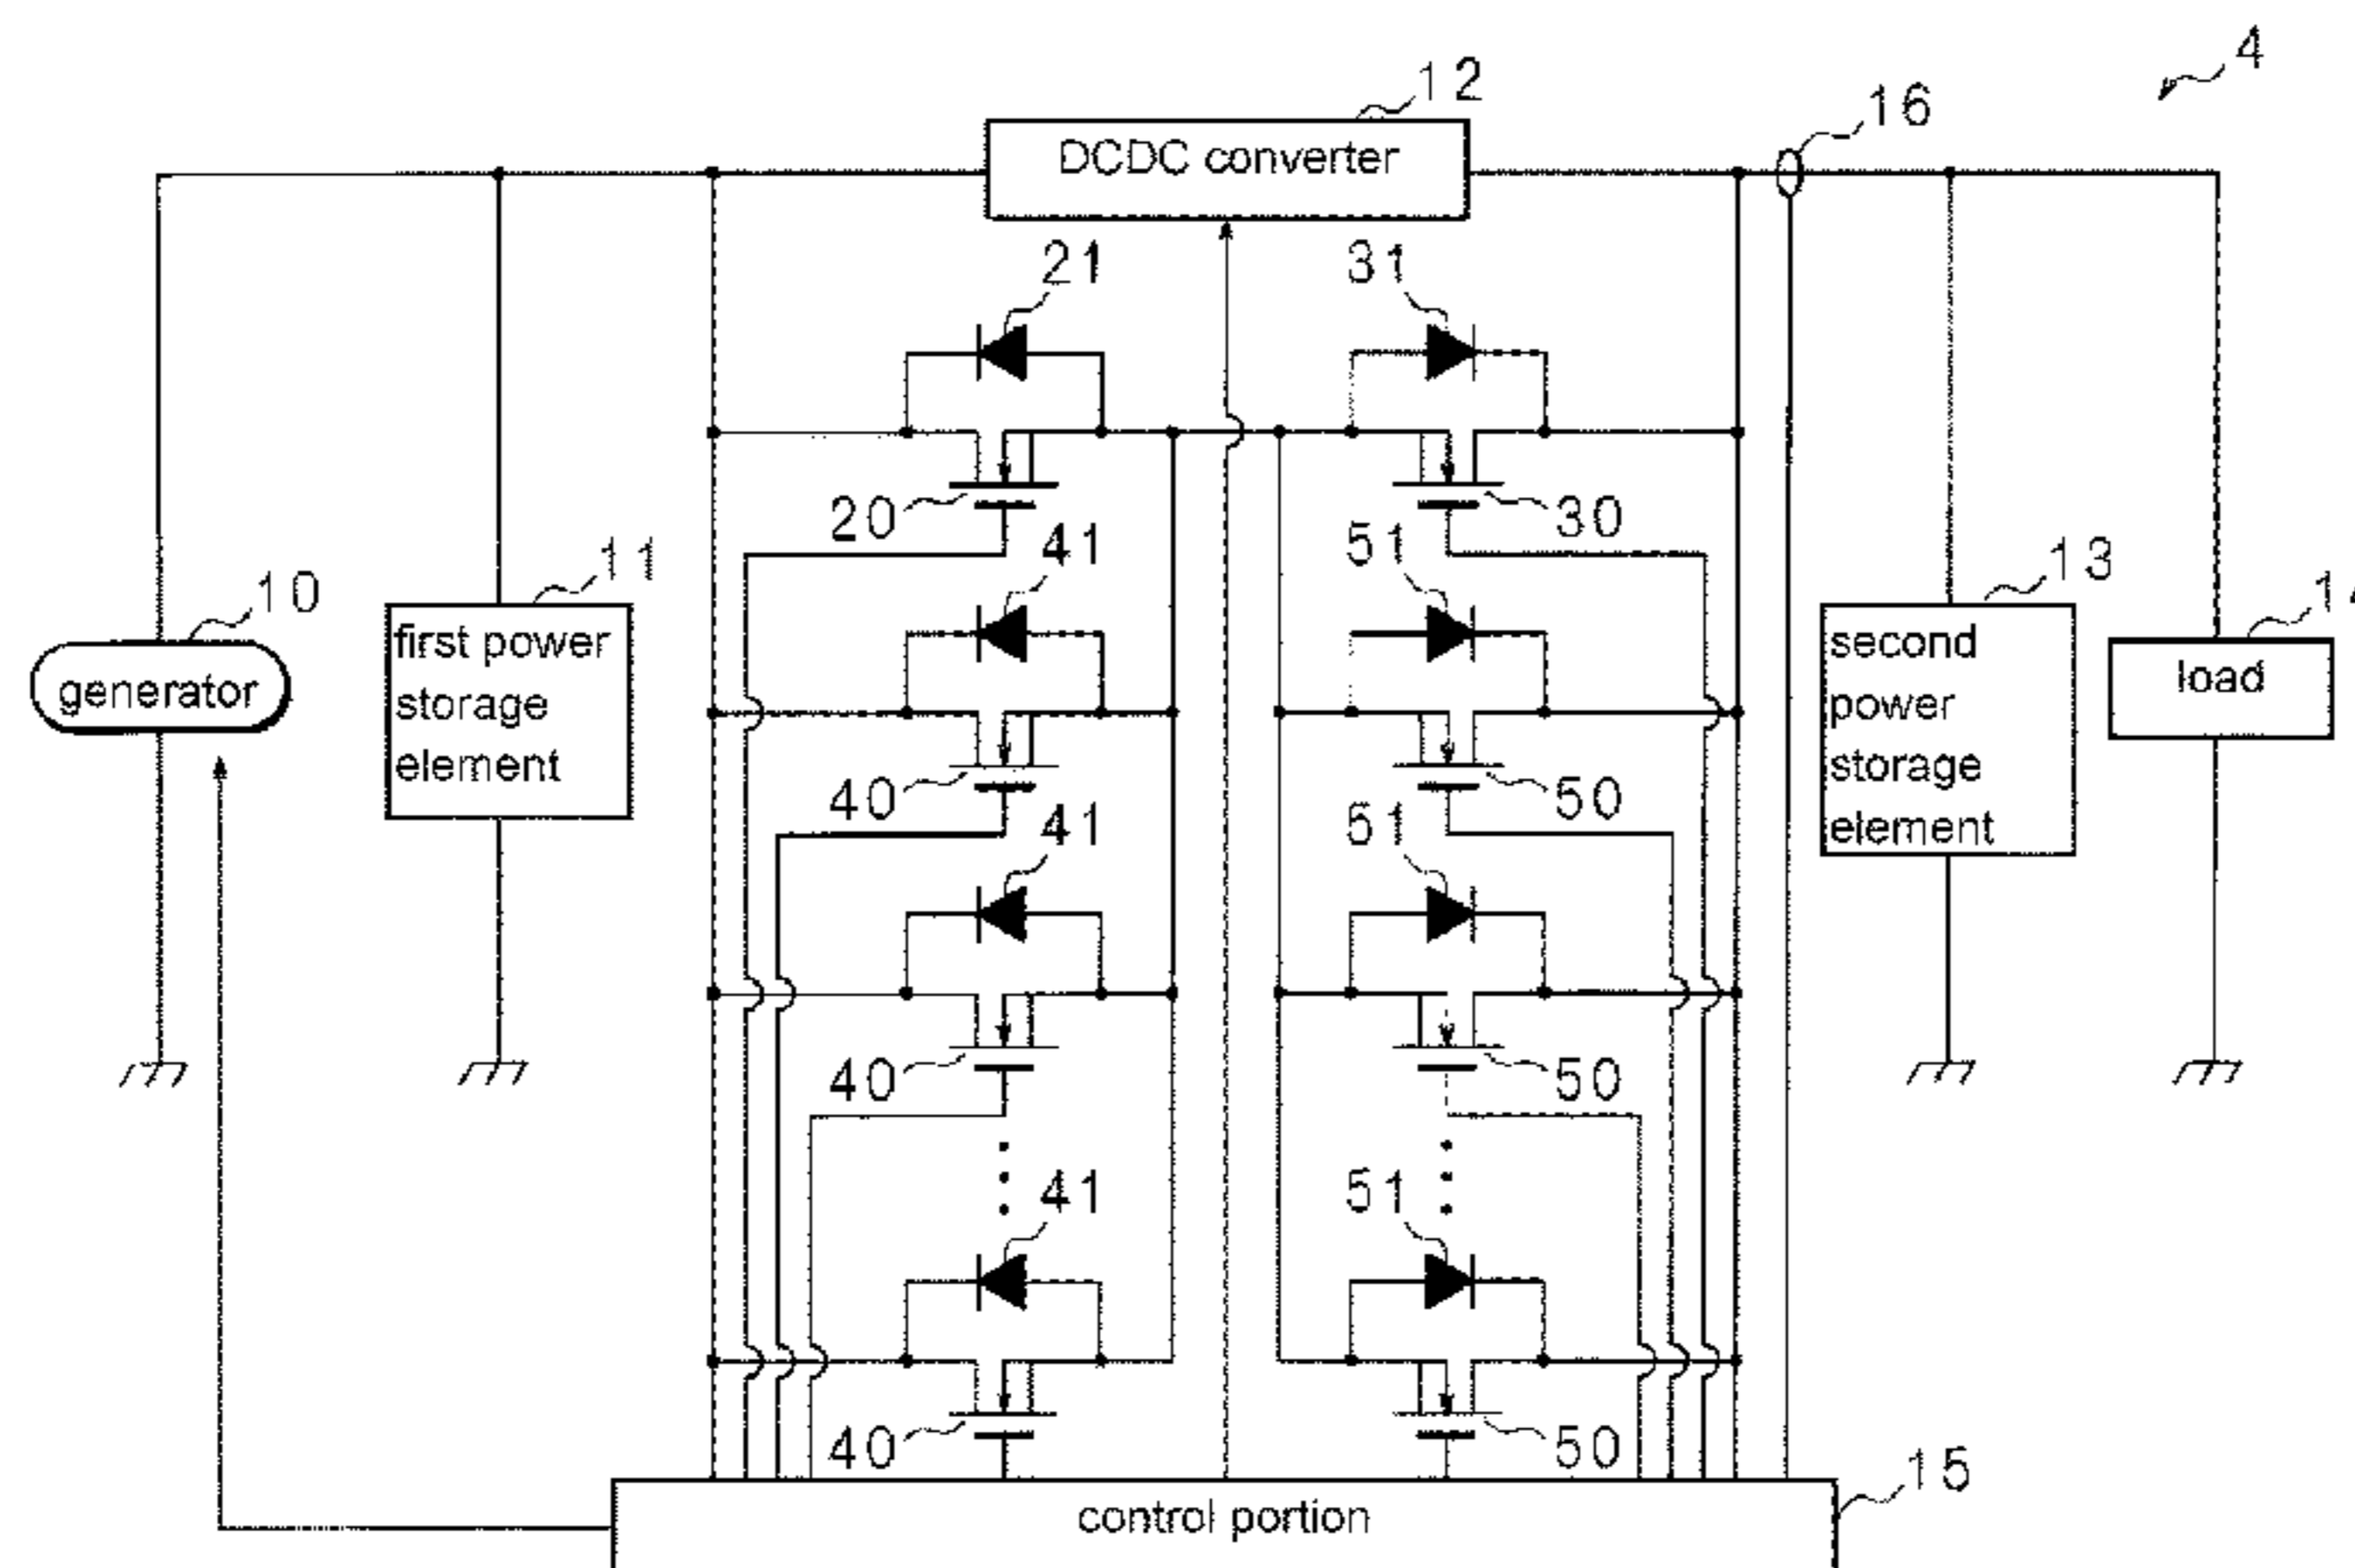 4
12
16
DCDC converter
21
31
20
30
41
51
10
11
13
14
generator
first power
storage
element
second
power
storage
element
load
40
50
41
51
40
50
41
51
40
50
15
control portion